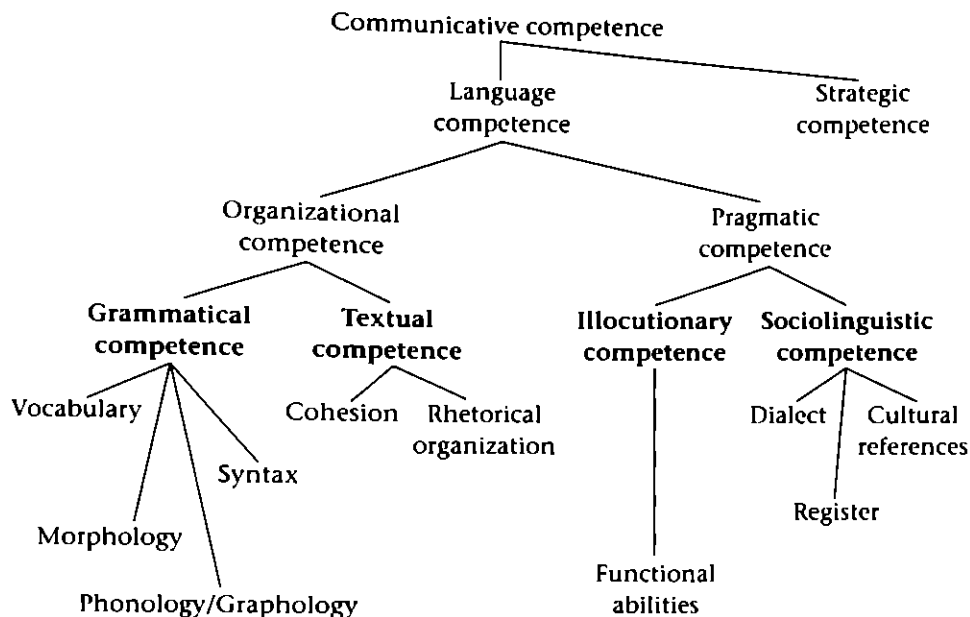 Communicative competence
Language
competence
Strategic
competence
Organizational
competence
Pragmatic
competence
Grammatical
competence
Textual
competence
Illocutionary
competence
Sociolinguistic
competence
Vocabulary
Cohesion
Rhetorical
organization
Dialect
Cultural
references
Syntax
Register
Morphology
Functional
abilities
Phonology/Graphology